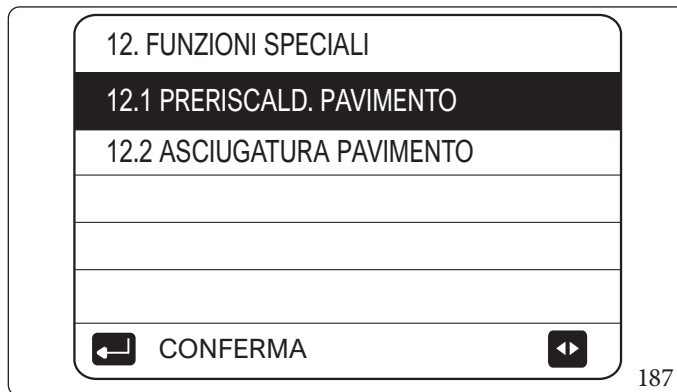 12. FUNZIONI SPECIALI
12.1 PRERISCALD. PAVIMENTO
12.2 ASCIUGATURA PAVIMENTO
CONFERMA
187